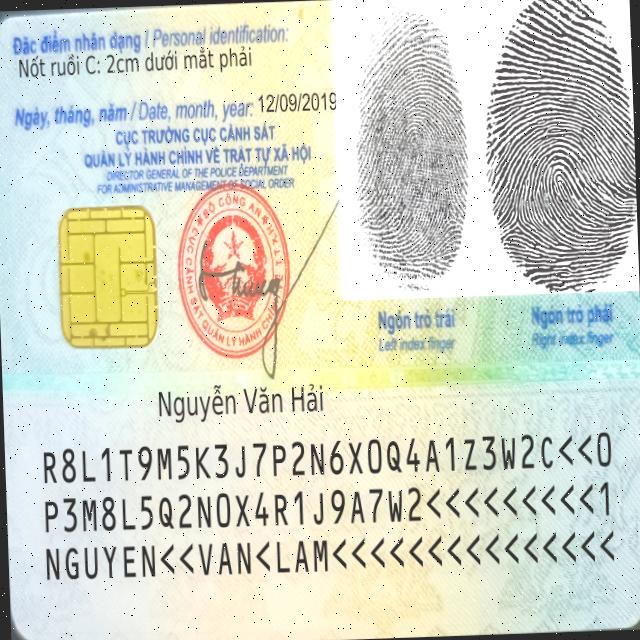 Đặc điểm nhân dạng / Personal identification:
Nốt ruồi C: 2cm dưới mắt phải
Ngày, tháng, năm / Date, month, year: 12/09/2019
CỤC TRƯỞNG CỤC CẢNH SÁT
QUẢN LÝ HÀNH CHÍNH VỀ TRẬT TỰ XÃ HỘI
DIRECTOR GENERAL OF THE POLICE DEPARTMENT
FOR ADMINISTRATIVE MANAGEMENT OF SOCIAL ORDER
BỘ CÔNG AN
CỤC CẢNH SÁT QUẢN LÝ HÀNH CHÍNH
Ngón trỏ trái
Left index finger
Ngón trỏ phải
Right index finger
Nguyễn Văn Hải
R8L1T9M5K3J7P2N6X0Q4A1Z3W2C<<0
P3M8L5Q2N0X4R1J9A7W2<<<<<<<<<1
NGUYEN<<VAN<LAM<<<<<<<<<<<<<<<